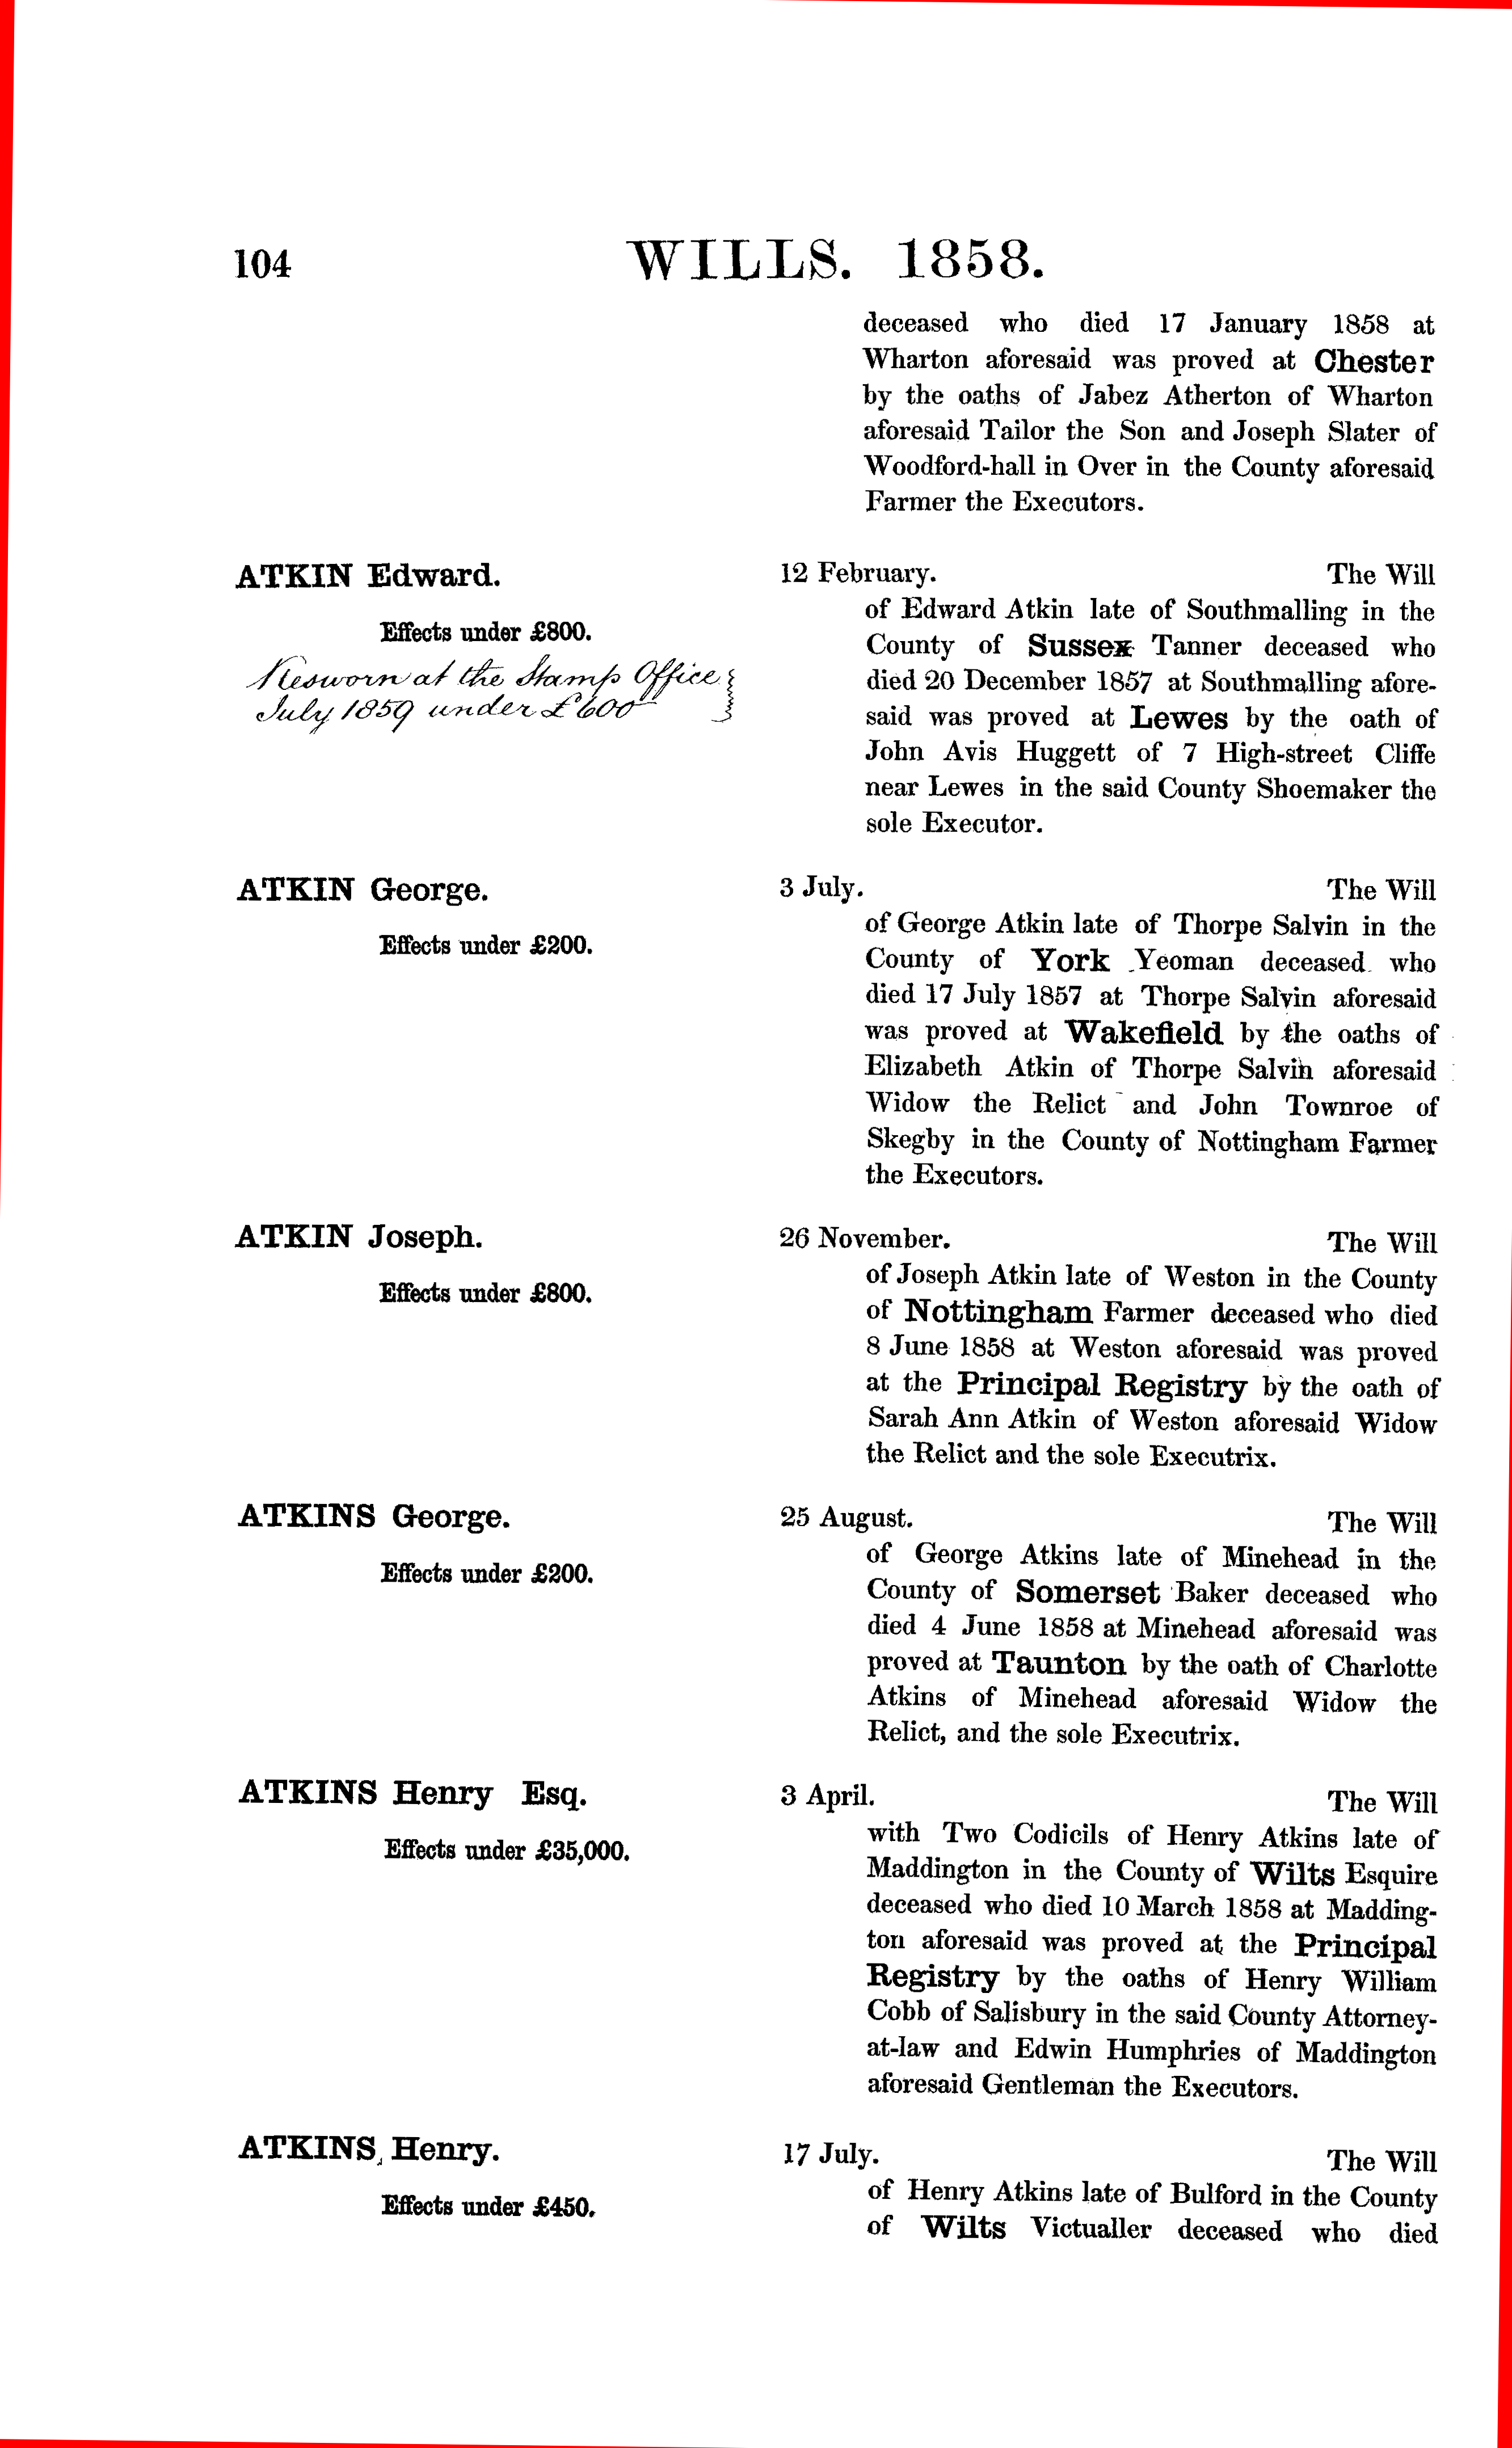 104
WILLS. 1858.
deceased who died 17 January 1858 at
Wharton aforesaid was proved at Chester
by the oaths of Jabez Atherton of Wharton
aforesaid Tailor the Son and Joseph Slater of
Woodford-hall in Over in the County aforesaid
Farmer the Executors.
ATKIN Edward.
Effects under £800.
Resworn at the Stamp Office
July 1859 under £600
12 February. The Will
of Edward Atkin late of Southmalling in the
County of Sussex Tanner deceased who
died 20 December 1857 at Southmalling afore-
said was proved at Lewes by the oath of
John Avis Huggett of 7 High-street Cliffe
near Lewes in the said County Shoemaker the
sole Executor.
ATKIN George.
Effects under £200.
3 July. The Will
of George Atkin late of Thorpe Salvin in the
County of York Yeoman deceased who
died 17 July 1857 at Thorpe Salvin aforesaid
was proved at Wakefield by the oaths of
Elizabeth Atkin of Thorpe Salvin aforesaid
Widow the Relict and John Townroe of
Skegby in the County of Nottingham Farmer
the Executors.
ATKIN Joseph.
Effects under £800.
26 November. The Will
of Joseph Atkin late of Weston in the County
of Nottingham Farmer deceased who died
8 June 1858 at Weston aforesaid was proved
at the Principal Registry by the oath of
Sarah Ann Atkin of Weston aforesaid Widow
the Relict and the sole Executrix.
ATKINS George.
Effects under £200.
25 August. The Will
of George Atkins late of Minehead in the
County of Somerset Baker deceased who
died 4 June 1858 at Minehead aforesaid was
proved at Taunton by the oath of Charlotte
Atkins of Minehead aforesaid Widow the
Relict, and the sole Executrix.
ATKINS Henry Esq.
Effects under £35,000.
3 April. The Will
with Two Codicils of Henry Atkins late of
Maddington in the County of Wilts Esquire
deceased who died 10 March 1858 at Madding-
ton aforesaid was proved at the Principal
Registry by the oaths of Henry William
Cobb of Salisbury in the said County Attorney-
at-law and Edwin Humphries of Maddington
aforesaid Gentleman the Executors.
ATKINS, Henry.
Effects under £450.
17 July. The Will
of Henry Atkins late of Bulford in the County
of Wilts Victualler deceased who died